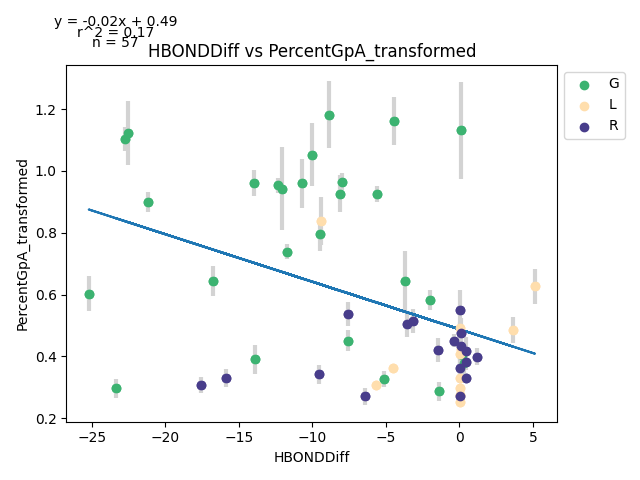 y = -0.02x + 0.49
r^2 = 0.17
n = 57
HBONDDiff vs PercentGpA_transformed
G
L
R
PercentGpA_transformed
1.2
1.0
0.8
0.6
0.4
0.2
−25
−20
−15
−10
−5
0
5
HBONDDiff